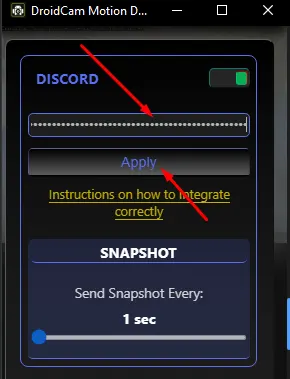 DroidCam Motion D...
DISCORD
Apply
Instructions on how to integrate
correctly
SNAPSHOT
Send Snapshot Every:
1 sec